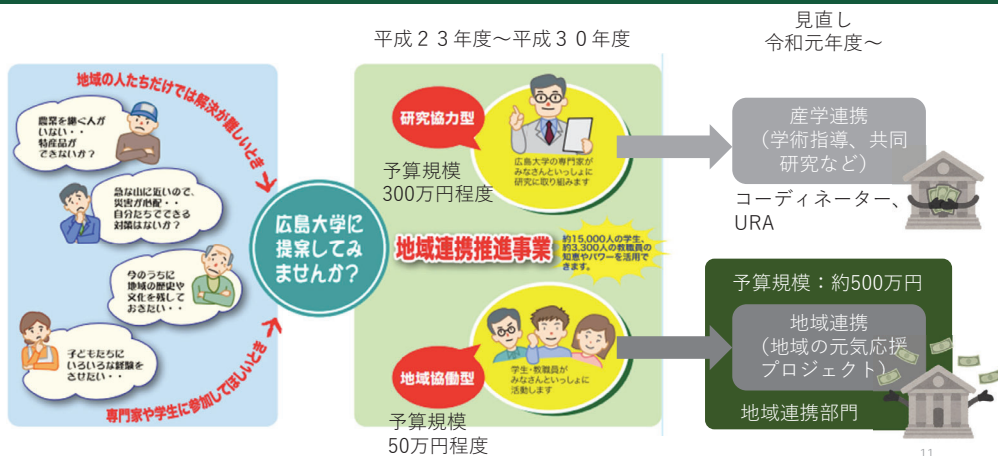 平成２３年度～平成３０年度
見直し
令和元年度～
地域の人たちだけでは解決が難しいとき
農業を継ぐ人が
いない・・
特産品が
できないか？
急な山に近いので、
災害が心配・・
自分たちでできる
対策はないか？
今のうちに
地域の歴史や
文化を残して
おきたい・・
子どもたちに
いろいろな経験を
させたい・・
専門家や学生に参加してほしいとき
広島大学に
提案してみ
ませんか？
研究協力型
予算規模
300万円程度
広島大学の専門家が
みなさんといっしょに
研究に取り組みます
地域連携推進事業
約15,000人の学生、
約3,300人の教職員の
知恵やパワーを活用で
きます。
地域協働型
学生・教職員が
みなさんといっしょに
活動します
予算規模
50万円程度
産学連携
（学術指導、共同
研究など）
コーディネーター、
URA
予算規模：約500万円
地域連携
（地域の元気応援
プロジェクト）
地域連携部門
11